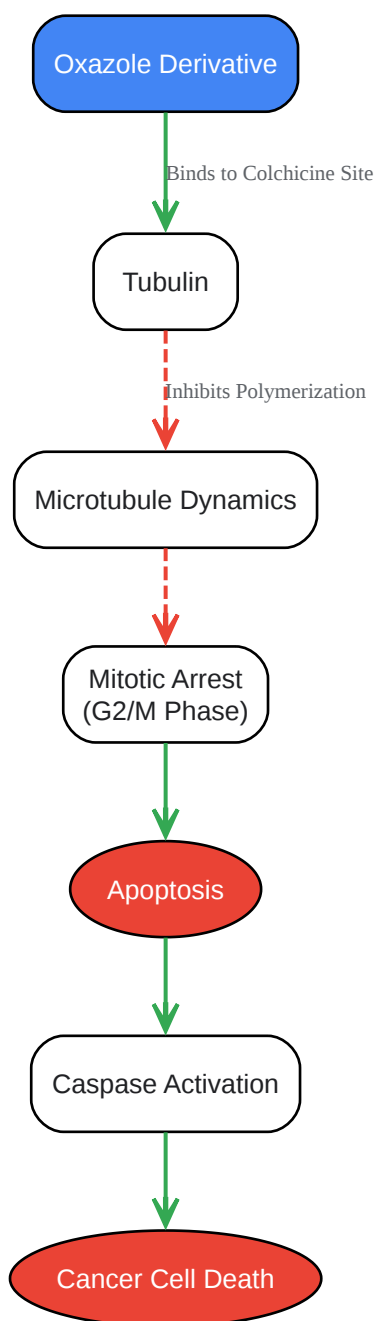 Oxazole Derivative
Binds to Colchicine Site
Tubulin
Inhibits Polymerization
Microtubule Dynamics
Mitotic Arrest
(G2/M Phase)
Apoptosis
Caspase Activation
Cancer Cell Death